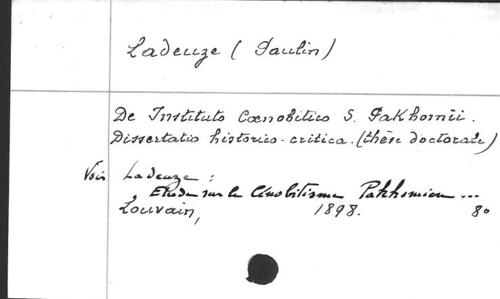 Ladeuze (Paulin)
De Instituto Cœnobitico S. Pakhomii.
Dissertatio historico-critica. (thèse doctorale)
Voir Ladeuze :
Etude sur le Cénobitisme Pakhomien ...
Louvain, 1898. 8o